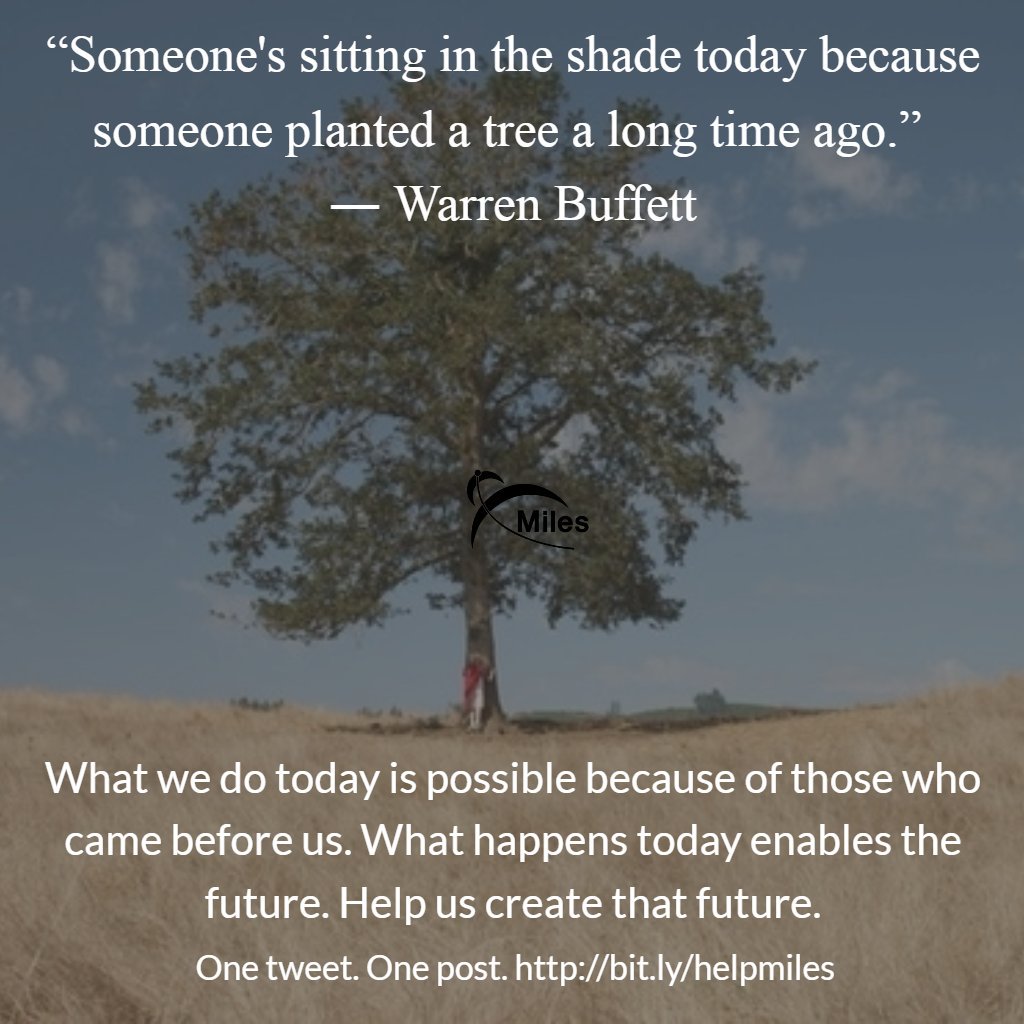 “Someone's sitting in the shade today because
someone planted a tree a long time ago.”
― Warren Buffett
Miles
What we do today is possible because of those who
came before us. What happens today enables the
future. Help us create that future.
One tweet. One post. http://bit.ly/helpmiles